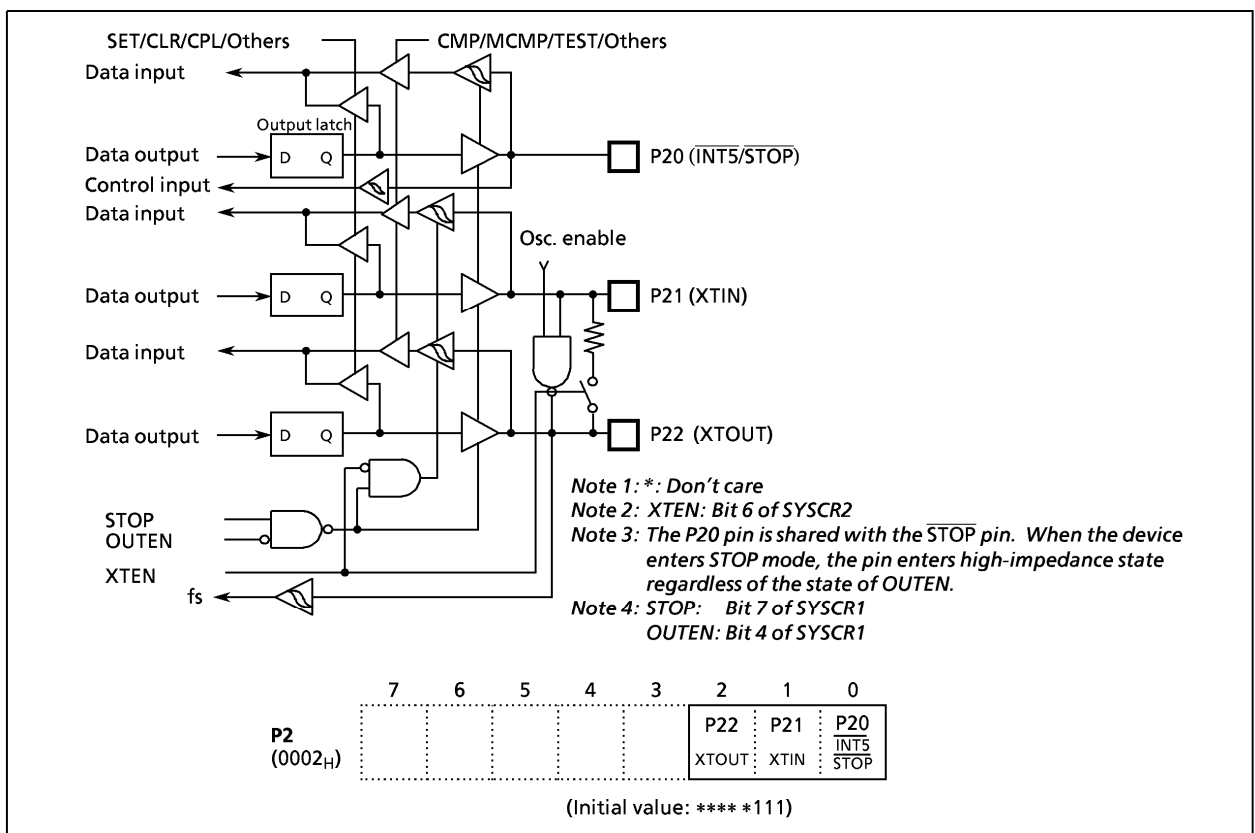 SET/CLR/CPL/Others CMP/MCMP/TEST/Others
Data input
Output latch
Data output D Q P20 (INT5/STOP)
Control input
Data input
Osc. enable
Data output D Q P21 (XTIN)
Data input
Data output D Q P22 (XTOUT)
STOP
OUTEN
XTEN
fs
Note 1: *: Don't care
Note 2: XTEN: Bit 6 of SYSCR2
Note 3: The P20 pin is shared with the STOP pin. When the device
enters STOP mode, the pin enters high-impedance state
regardless of the state of OUTEN.
Note 4: STOP: Bit 7 of SYSCR1
OUTEN: Bit 4 of SYSCR1
7 6 5 4 3 2 1 0
P2
(0002H)
P22 P21 P20
XTOUT XTIN INT5
STOP
(Initial value: **** *111)